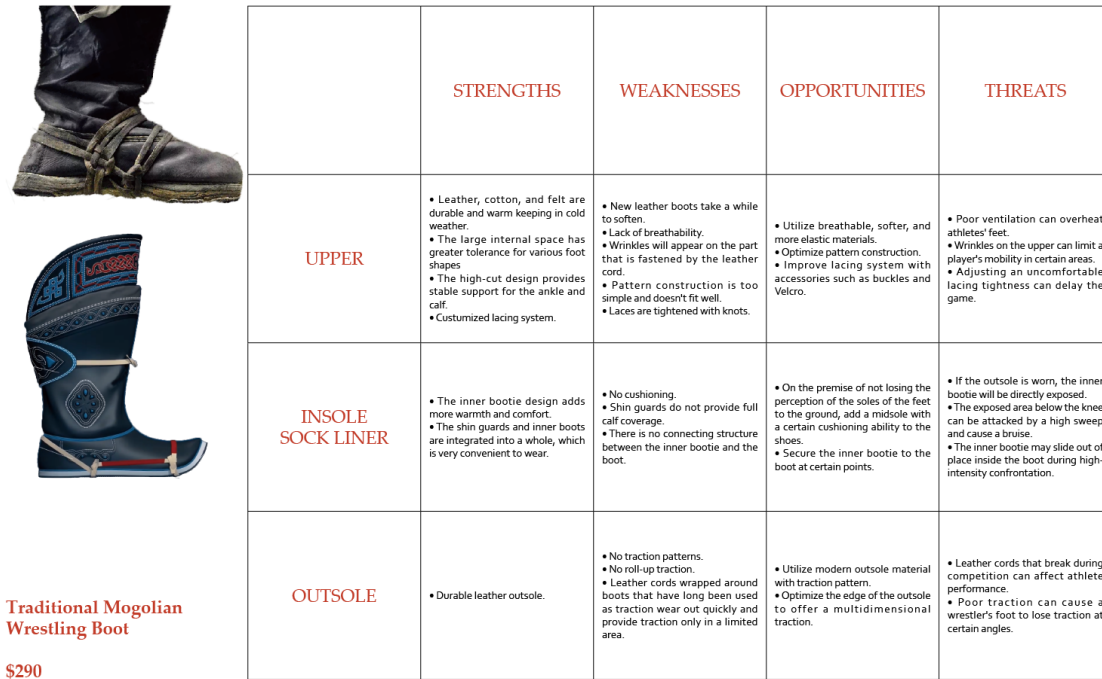 STRENGTHS
WEAKNESSES
OPPORTUNITIES
THREATS
UPPER
• Leather, cotton, and felt are
durable and warm keeping in cold
weather.
• The large internal space has
greater tolerance for various foot
shapes
• The high-cut design provides
stable support for the ankle and
calf.
• Custumized lacing system.
• New leather boots take a while
to soften.
• Lack of breathability.
• Wrinkles will appear on the part
that is fastened by the leather
cord.
• Pattern construction is too
simple and doesn't fit well.
• Laces are tightened with knots.
• Utilize breathable, softer, and
more elastic materials.
• Optimize pattern construction.
• Improve lacing system with
accessories such as buckles and
Velcro.
• Poor ventilation can overheat
athletes' feet.
• Wrinkles on the upper can limit a
player's mobility in certain areas.
• Adjusting an uncomfortable
lacing tightness can delay the
game.
INSOLE
SOCK LINER
• The inner bootie design adds
more warmth and comfort.
• The shin guards and inner boots
are integrated into a whole, which
is very convenient to wear.
• No cushioning.
• Shin guards do not provide full
calf coverage.
• There is no connecting structure
between the inner bootie and the
boot.
• On the premise of not losing the
perception of the soles of the feet
to the ground, add a midsole with
a certain cushioning ability to the
shoes.
• Secure the inner bootie to the
boot at certain points.
• If the outsole is worn, the inner
bootie will be directly exposed.
• The exposed area below the knee
can be attacked by a high sweep
and cause a bruise.
• The inner bootie may slide out of
place inside the boot during high-
intensity confrontation.
OUTSOLE
• Durable leather outsole.
• No traction patterns.
• No roll-up traction.
• Leather cords wrapped around
boots that have long been used
as traction wear out quickly and
provide traction only in a limited
area.
• Utilize modern outsole material
with traction pattern.
• Optimize the edge of the outsole
to offer a multidimensional
traction.
• Leather cords that break during
competition can affect athlete
performance.
• Poor traction can cause a
wrestler's foot to lose traction at
certain angles.
Traditional Mogolian
Wrestling Boot
$290